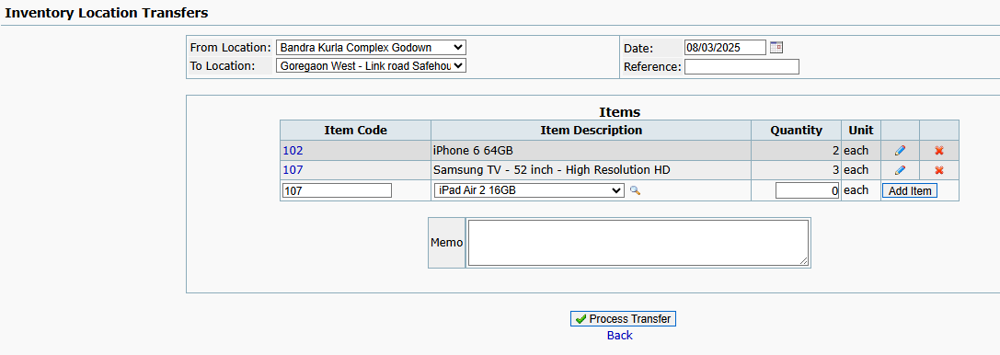 Inventory Location Transfers
From Location: Bandra Kurla Complex Godown
Date: 08/03/2025
To Location: Goregaon West - Link road Safehou
Reference:
Items
Item Code Item Description Quantity Unit
102 iPhone 6 64GB 2 each
107 Samsung TV - 52 inch - High Resolution HD 3 each
107 iPad Air 2 16GB 0 each Add Item
Memo
Process Transfer
Back